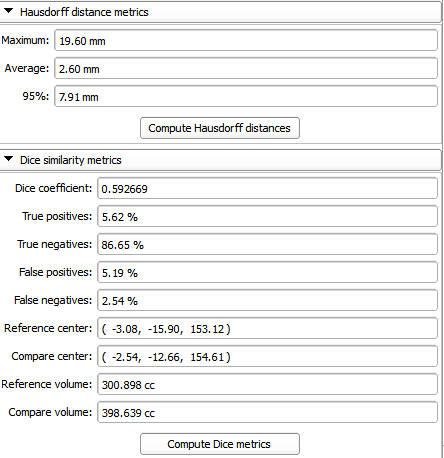 Hausdorff distance metrics
Maximum: 19.60 mm
Average: 2.60 mm
95%: 7.91 mm
Compute Hausdorff distances
Dice similarity metrics
Dice coefficient: 0.592669
True positives: 5.62 %
True negatives: 86.65 %
False positives: 5.19 %
False negatives: 2.54 %
Reference center: ( -3.08, -15.90, 153.12 )
Compare center: ( -2.54, -12.66, 154.61 )
Reference volume: 300.898 cc
Compare volume: 398.639 cc
Compute Dice metrics